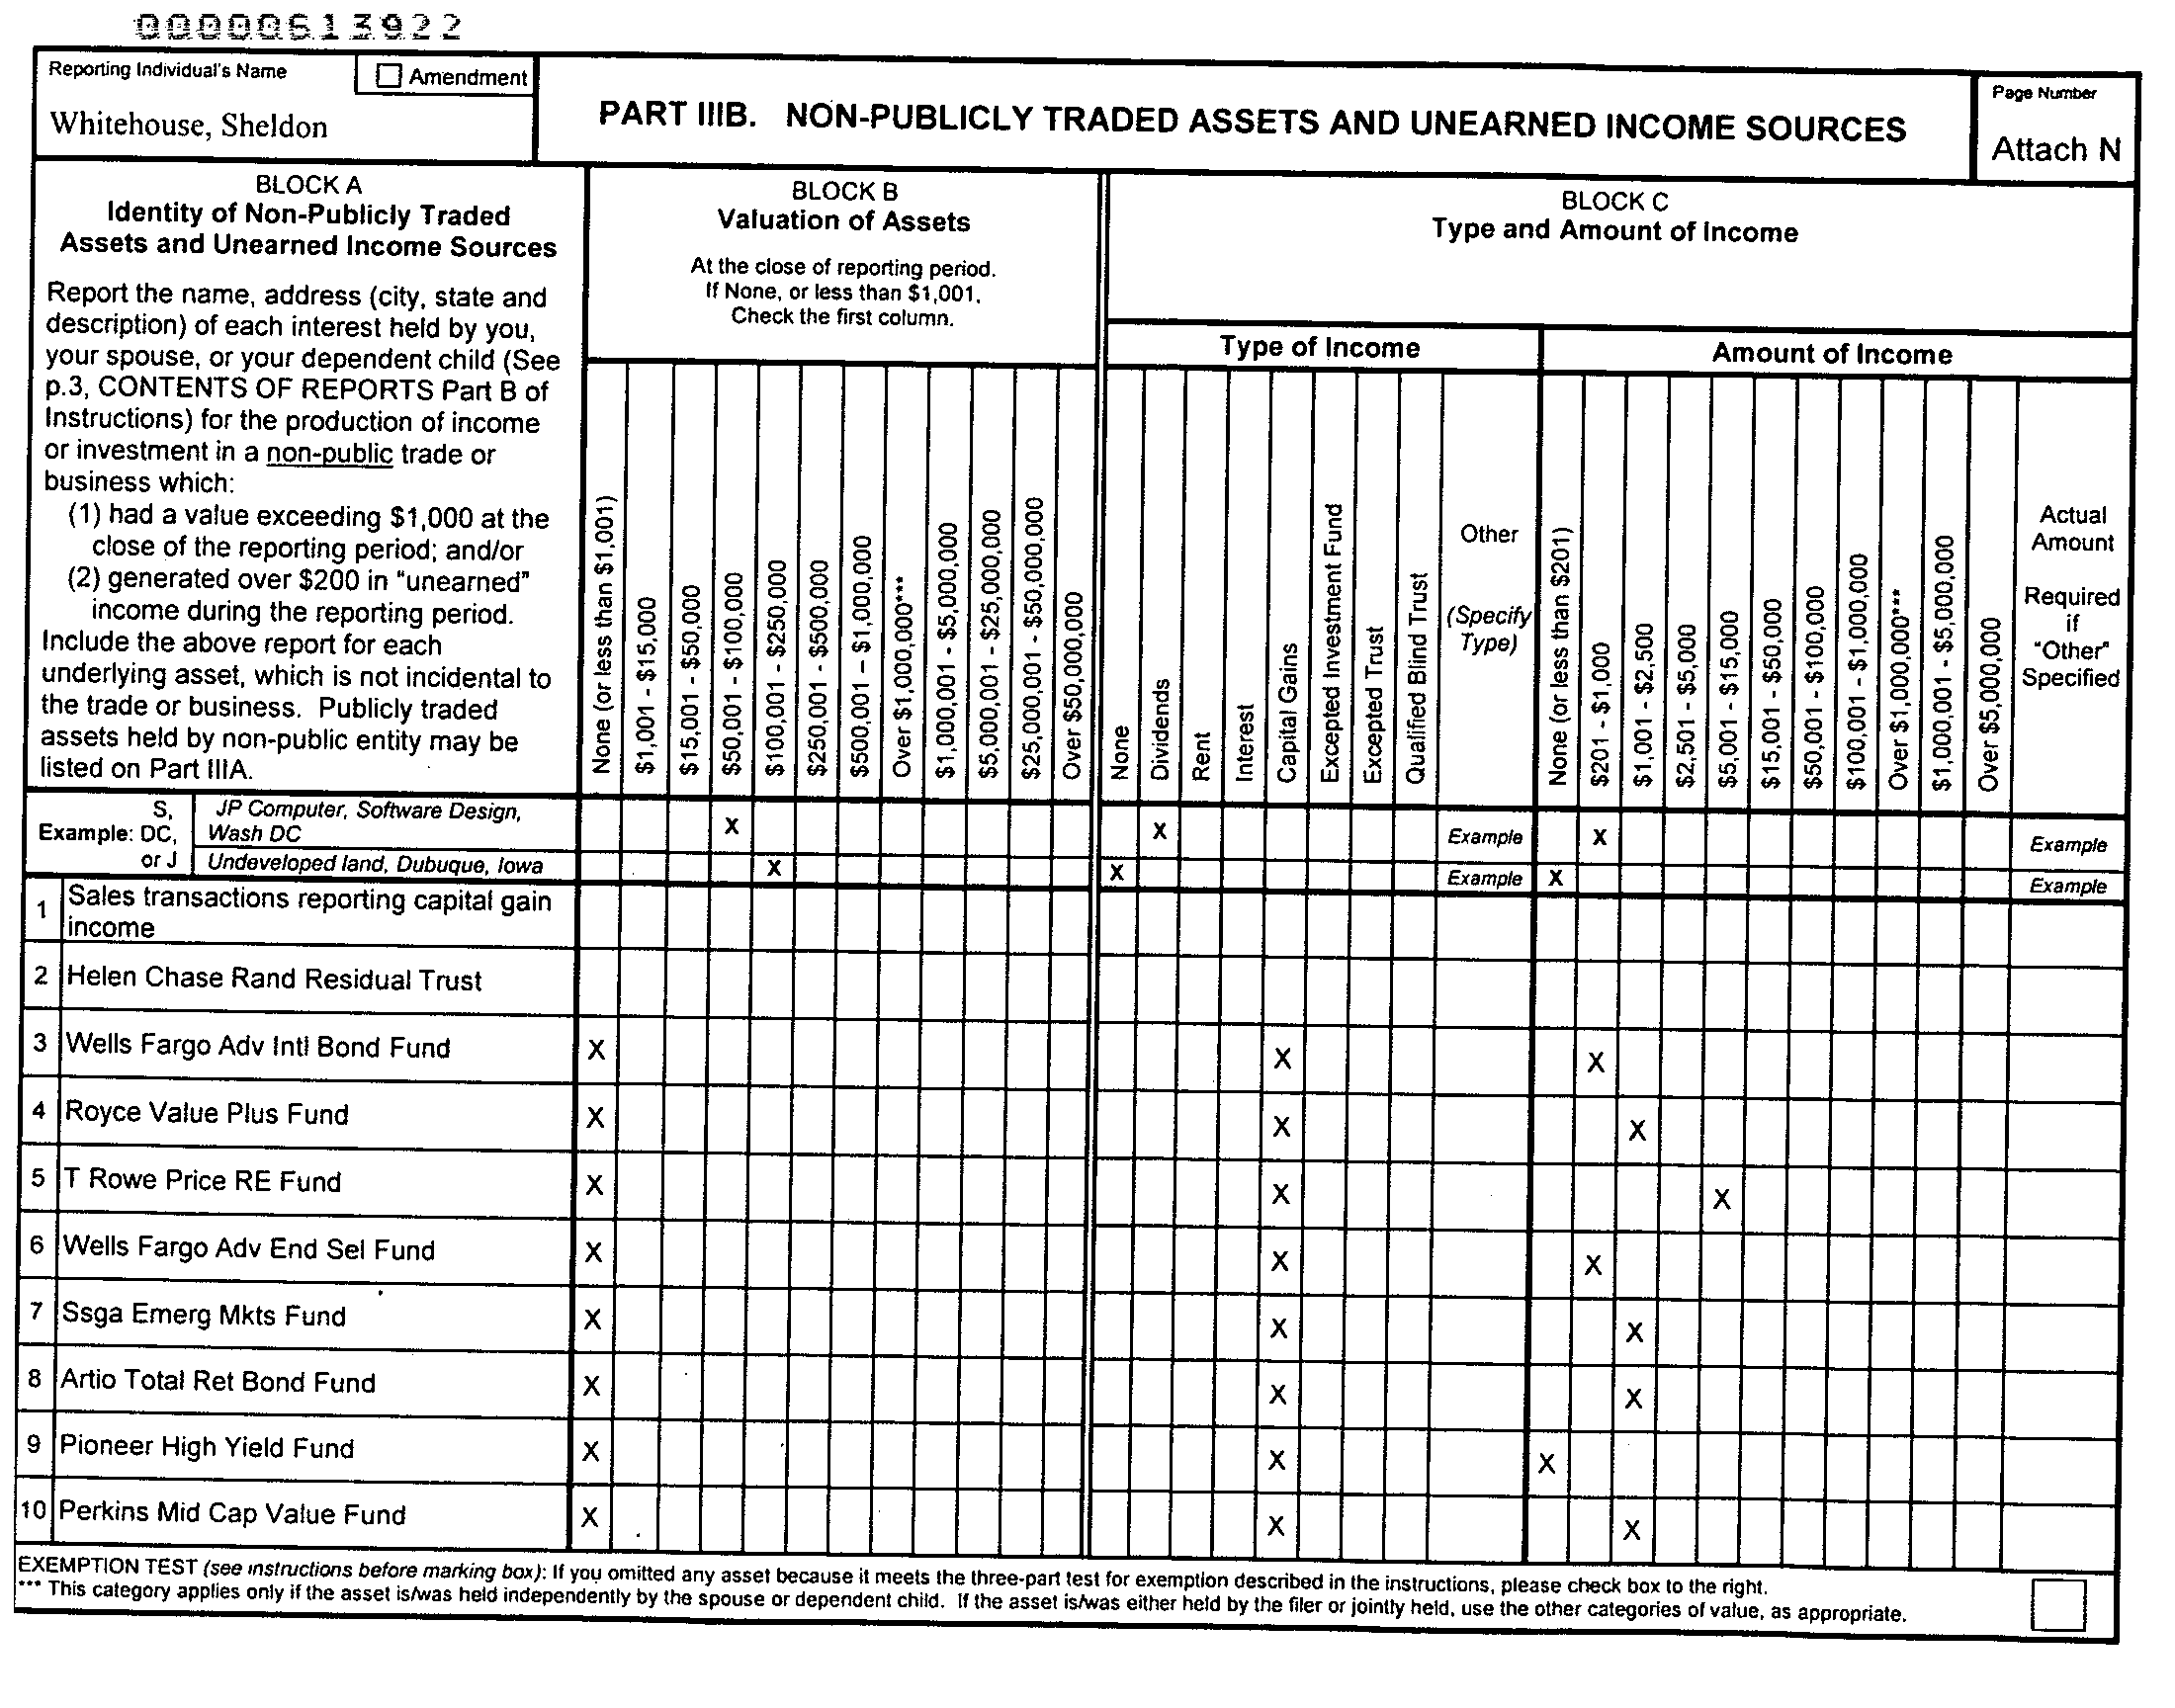 00000613922
Reporting Individual's Name
Amendment
Whitehouse, Sheldon
PART IIIB. NON-PUBLICLY TRADED ASSETS AND UNEARNED INCOME SOURCES
Page Number
Attach N
BLOCK A
Identity of Non-Publicly Traded
Assets and Unearned Income Sources
Report the name, address (city, state and
description) of each interest held by you,
your spouse, or your dependent child (See
p.3, CONTENTS OF REPORTS Part B of
Instructions) for the production of income
or investment in a non-public trade or
business which:
(1) had a value exceeding $1,000 at the
close of the reporting period; and/or
(2) generated over $200 in "unearned"
income during the reporting period.
Include the above report for each
underlying asset, which is not incidental to
the trade or business. Publicly traded
assets held by non-public entity may be
listed on Part IIIA.
BLOCK B
Valuation of Assets
At the close of reporting period.
If None, or less than $1,001,
Check the first column.
None (or less than $1,001)
$1,001 - $15,000
$15,001 - $50,000
$50,001 - $100,000
$100,001 - $250,000
$250,001 - $500,000
$500,001 – $1,000,000
Over $1,000,000***
$1,000,001 - $5,000,000
$5,000,001 - $25,000,000
$25,000,001 - $50,000,000
Over $50,000,000
BLOCK C
Type and Amount of Income
Type of Income
None
Dividends
Rent
Interest
Capital Gains
Excepted Investment Fund
Excepted Trust
Qualified Blind Trust
Other
(Specify
Type)
Amount of Income
None (or less than $201)
$201 - $1,000
$1,001 - $2,500
$2,501 - $5,000
$5,001 - $15,000
$15,001 - $50,000
$50,001 - $100,000
$100,001 - $1,000,000
Over $1,000,000***
$1,000,001 - $5,000,000
Over $5,000,000
Actual
Amount
Required
if
"Other"
Specified
S,
Example: DC,
or J
JP Computer, Software Design,
Wash DC
X X Example X Example
Undeveloped land, Dubuque, Iowa X X Example X Example
1 Sales transactions reporting capital gain
income
2 Helen Chase Rand Residual Trust
3 Wells Fargo Adv Intl Bond Fund X X X
4 Royce Value Plus Fund X X X
5 T Rowe Price RE Fund X X X
6 Wells Fargo Adv End Sel Fund X X X
7 Ssga Emerg Mkts Fund X X X
8 Artio Total Ret Bond Fund X X X
9 Pioneer High Yield Fund X X X
10 Perkins Mid Cap Value Fund X X X
EXEMPTION TEST (see instructions before marking box): If you omitted any asset because it meets the three-part test for exemption described in the instructions, please check box to the right.
*** This category applies only if the asset is/was held independently by the spouse or dependent child. If the asset is/was either held by the filer or jointly held, use the other categories of value, as appropriate.